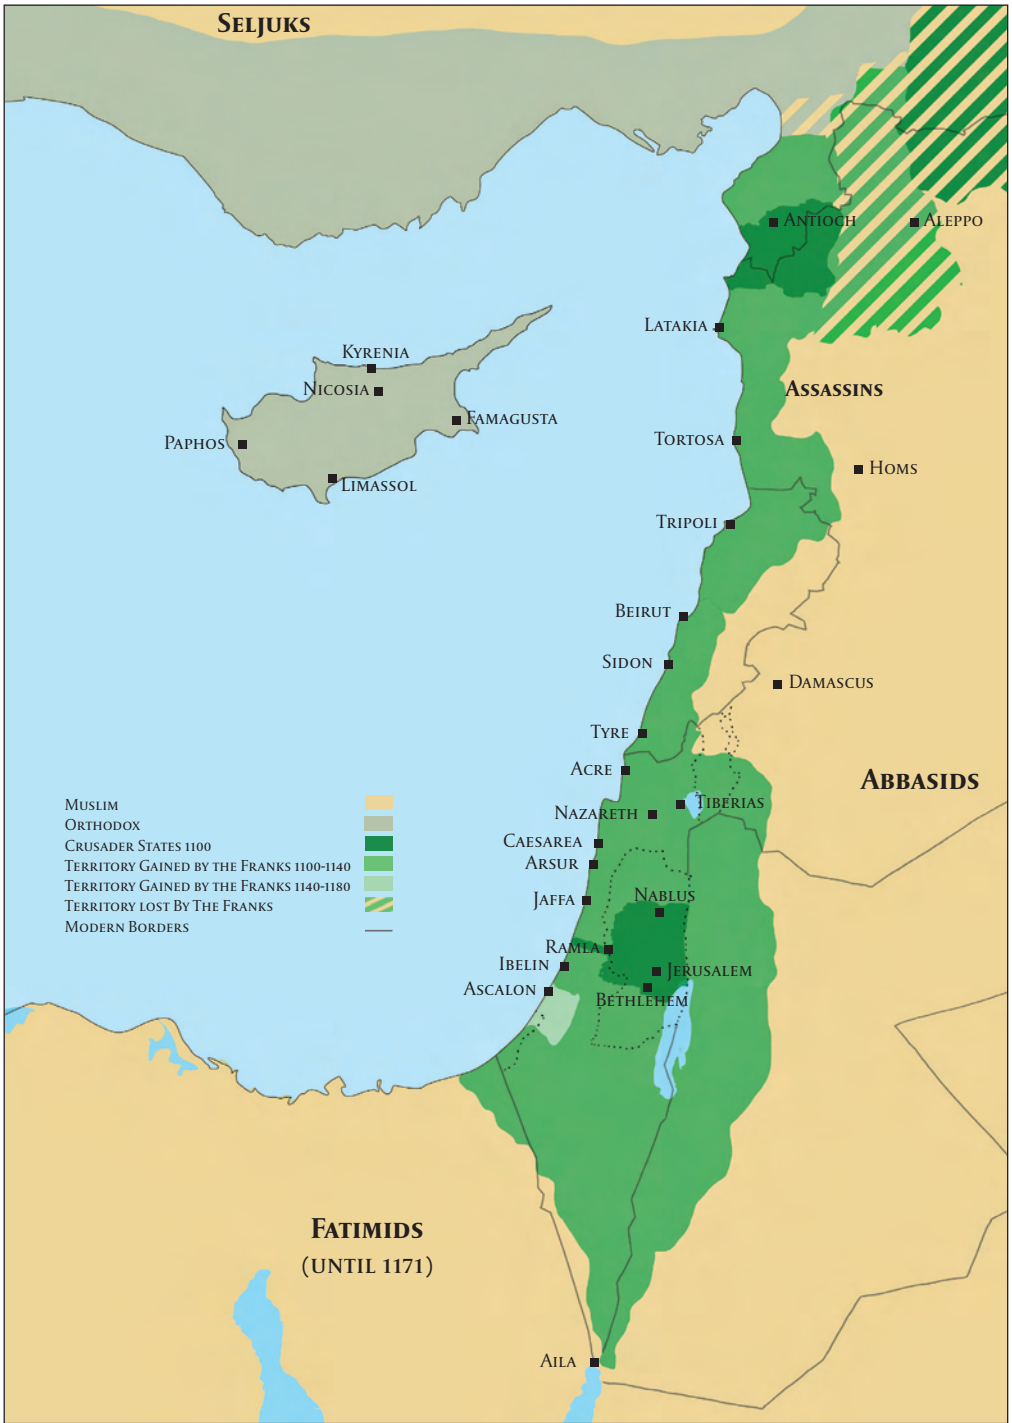 Seljuks
Antioch
Aleppo
Latakia
Kyrenia
Nicosia
Assassins
Famagusta
Paphos
Tortosa
Homs
Limassol
Tripoli
Beirut
Sidon
Damascus
Tyre
Acre
Abbasids
Tiberias
Nazareth
Caesarea
Arsur
Nablus
Jaffa
Ramla
Ibelin
Jerusalem
Ascalon
Bethlehem
Muslim
Orthodox
Crusader States 1100
Territory Gained by the Franks 1100-1140
Territory Gained by the Franks 1140-1180
Territory lost By The Franks
Modern Borders
Fatimids
(until 1171)
Aila